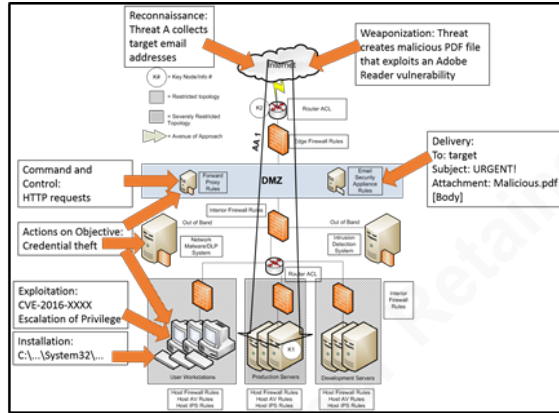 Reconnaissance:
Threat A collects
target email
addresses
Weaponization: Threat
creates malicious PDF file
that exploits an Adobe
Reader vulnerability
Internet
K# = Key Node/Info #
= Restricted topology
= Severely Restricted
Topology
= Avenue of Approach
K2
Router ACL
AA 1
Edge Firewall Rules
Delivery:
To: target
Subject: URGENT!
Attachment: Malicious.pdf
[Body]
Command and
Control:
HTTP requests
Forward
Proxy
Rules
DMZ
Email
Security
Appliance
Rules
Actions on Objective:
Credential theft
Interior Firewall Rules
Out of Band
Out of Band
Network
Malware/DLP
System
Intrusion
Detection
System
Router ACL
Exploitation:
CVE-2016-XXXX
Escalation of Privilege
Interior
Firewall
Rules
Installation:
C:\...\System32\...
K1
User Workstations
Production Servers
Development Servers
Host Firewall Rules
Host AV Rules
Host IPS Rules
Host Firewall Rules
Host AV Rules
Host IPS Rules
Host Firewall Rules
Host AV Rules
Host IPS Rules